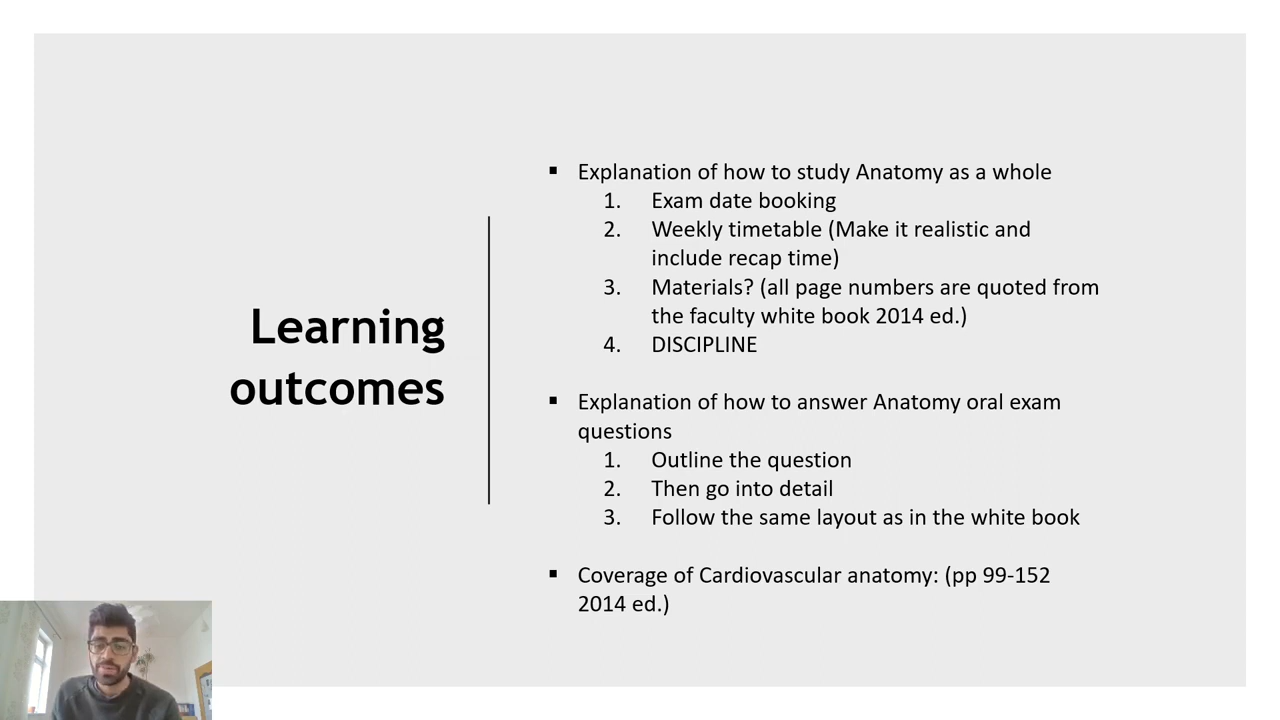 Learning
outcomes
▪ Explanation of how to study Anatomy as a whole
1. Exam date booking
2. Weekly timetable (Make it realistic and
include recap time)
3. Materials? (all page numbers are quoted from
the faculty white book 2014 ed.)
4. DISCIPLINE
▪ Explanation of how to answer Anatomy oral exam
questions
1. Outline the question
2. Then go into detail
3. Follow the same layout as in the white book
▪ Coverage of Cardiovascular anatomy: (pp 99-152
2014 ed.)